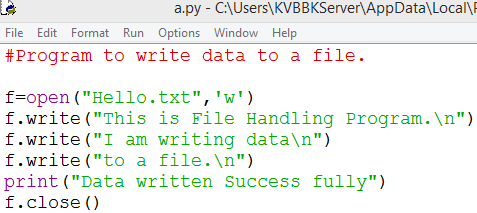 a.py - C:\Users\KVBBKServer\AppData\Local\
File Edit Format Run Options Window Help
#Program to write data to a file.
f=open("Hello.txt",'w')
f.write("This is File Handling Program.\n")
f.write("I am writing data\n")
f.write("to a file.\n")
print("Data written Success fully")
f.close()